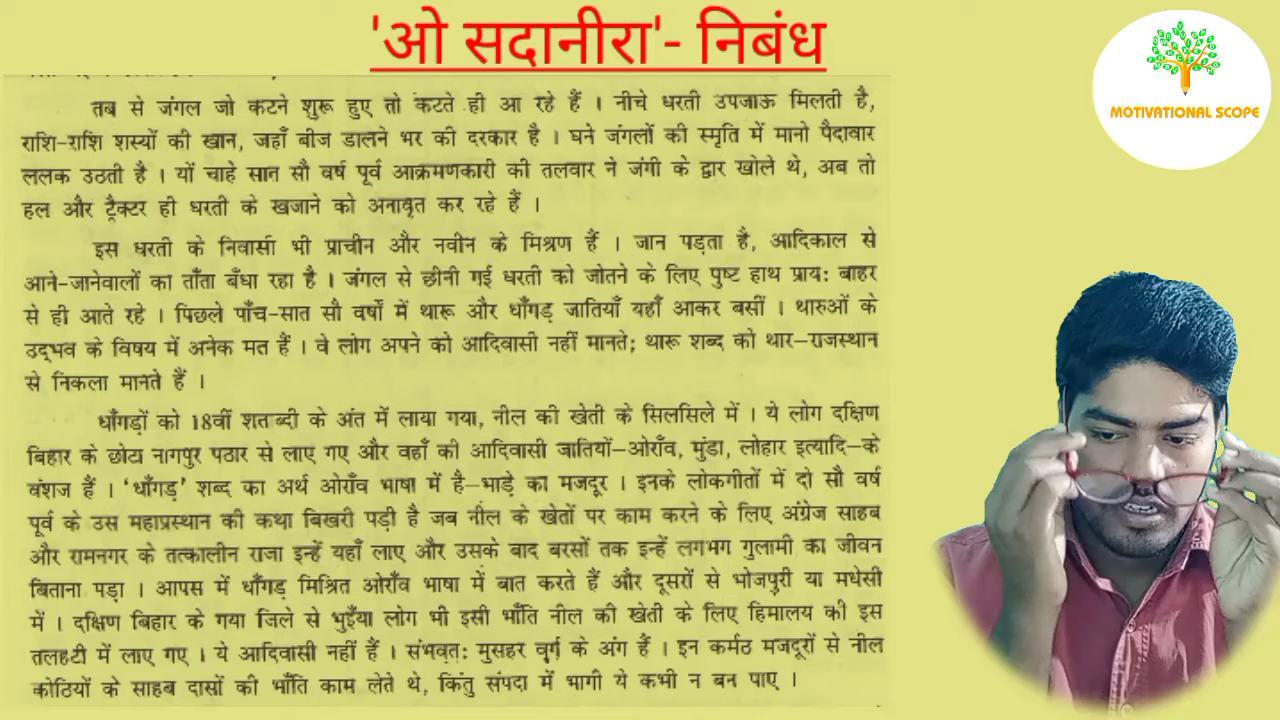 'ओ सदानीरा'- निबंध
MOTIVATIONAL SCOPE
तब से जंगल जो कटने शुरू हुए तो कटते ही आ रहे हैं । नीचे धरती उपजाऊ मिलती है,
राशि-राशि शस्यों की खान, जहाँ बीज डालने भर की दरकार है । घने जंगलों की स्मृति में मानो पैदावार
ललक उठती है । यों चाहे सात सौ वर्ष पूर्व आक्रमणकारी की तलवार ने जंगी के द्वार खोले थे, अब तो
हल और ट्रैक्टर ही धरती के खजाने को अनावृत कर रहे हैं ।
इस धरती के निवासी भी प्राचीन और नवीन के मिश्रण हैं । जान पड़ता है, आदिकाल से
आने-जानेवालों का ताँता बँधा रहा है । जंगल से छीनी गई धरती को जोतने के लिए पुष्ट हाथ प्राय: बाहर
से ही आते रहे । पिछले पाँच-सात सौ वर्षों में थारू और धाँगड़ जातियाँ यहाँ आकर बसीं । थारुओं के
उद्भव के विषय में अनेक मत हैं । वे लोग अपने को आदिवासी नहीं मानते; थारू शब्द को थार-राजस्थान
से निकला मानते हैं ।
धाँगड़ों को 18वीं शताब्दी के अंत में लाया गया, नील की खेती के सिलसिले में । ये लोग दक्षिण
बिहार के छोटा नागपुर पठार से लाए गए और वहाँ की आदिवासी जातियों-ओराँव, मुंडा, लोहार इत्यादि-के
वंशज हैं । 'धाँगड़' शब्द का अर्थ ओराँव भाषा में है-भाड़े का मजदूर । इनके लोकगीतों में दो सौ वर्ष
पूर्व के उस महाप्रस्थान की कथा बिखरी पड़ी है जब नील के खेतों पर काम करने के लिए अंग्रेज साहब
और रामनगर के तत्कालीन राजा इन्हें यहाँ लाए और उसके बाद बरसों तक इन्हें लगभग गुलामी का जीवन
बिताना पड़ा । आपस में धाँगड़ मिश्रित ओराँव भाषा में बात करते हैं और दूसरों से भोजपुरी या मधेसी
में । दक्षिण बिहार के गया जिले से भुइँया लोग भी इसी भाँति नील की खेती के लिए हिमालय की इस
तलहटी में लाए गए । ये आदिवासी नहीं हैं । संभवत: मुसहर वर्ग के अंग हैं । इन कर्मठ मजदूरों से नील
कोठियों के साहब दासों की भाँति काम लेते थे, किंतु संपदा में भागी ये कभी न बन पाए ।